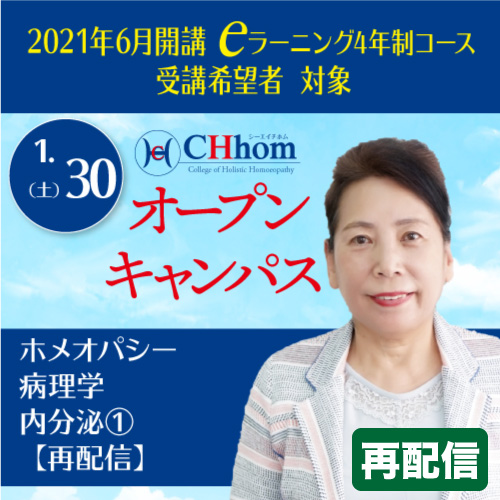 2021年6月開講 eラーニング4年制コース
受講希望者 対象
1.
(土)30
シーエイチホム
CHhom
College of Holistic Homoeopathy
オープン
キャンパス
ホメオパシー
病理学
内分泌①
【再配信】
再配信